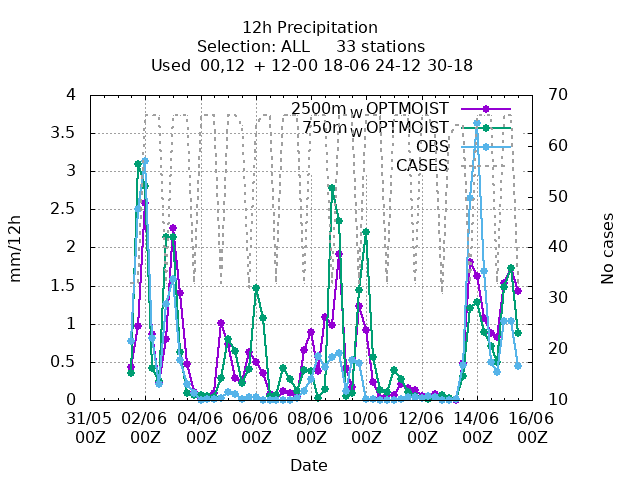 12h Precipitation
Selection: ALL 33 stations
Used 00,12 + 12-00 18-06 24-12 30-18
4 70
2500m w OPTMOIST
3.5 750m w OPTMOIST
60 OBS
3 CASES
2.5 50
2 40
1.5 30
1
0.5 20
0 10
mm/12h
No cases
31/05 02/06 04/06 06/06 08/06 10/06 12/06 14/06 16/06
00Z 00Z 00Z 00Z 00Z 00Z 00Z 00Z 00Z
Date